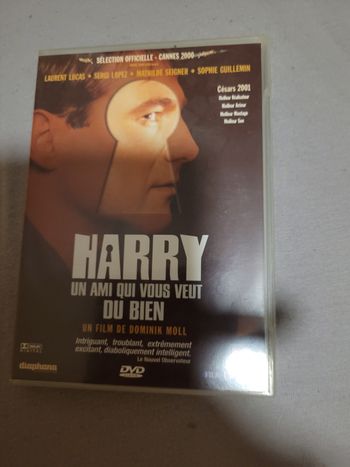 SÉLECTION OFFICIELLE - CANNES 2000
LAURENT LUCAS • SERGI LOPEZ • MATHILDE SEIGNER • SOPHIE GUILLEMIN
Césars 2001
Meilleur Réalisateur
Meilleur Acteur
Meilleur Montage
Meilleur Son
HARRY
UN AMI QUI VOUS VEUT
DU BIEN
UN FILM DE DOMINIK MOLL
Intriguant, troublant, extrêmement
excitant, diaboliquement intelligent.
Le Nouvel Observateur
DIGITAL
diaphana
DVD